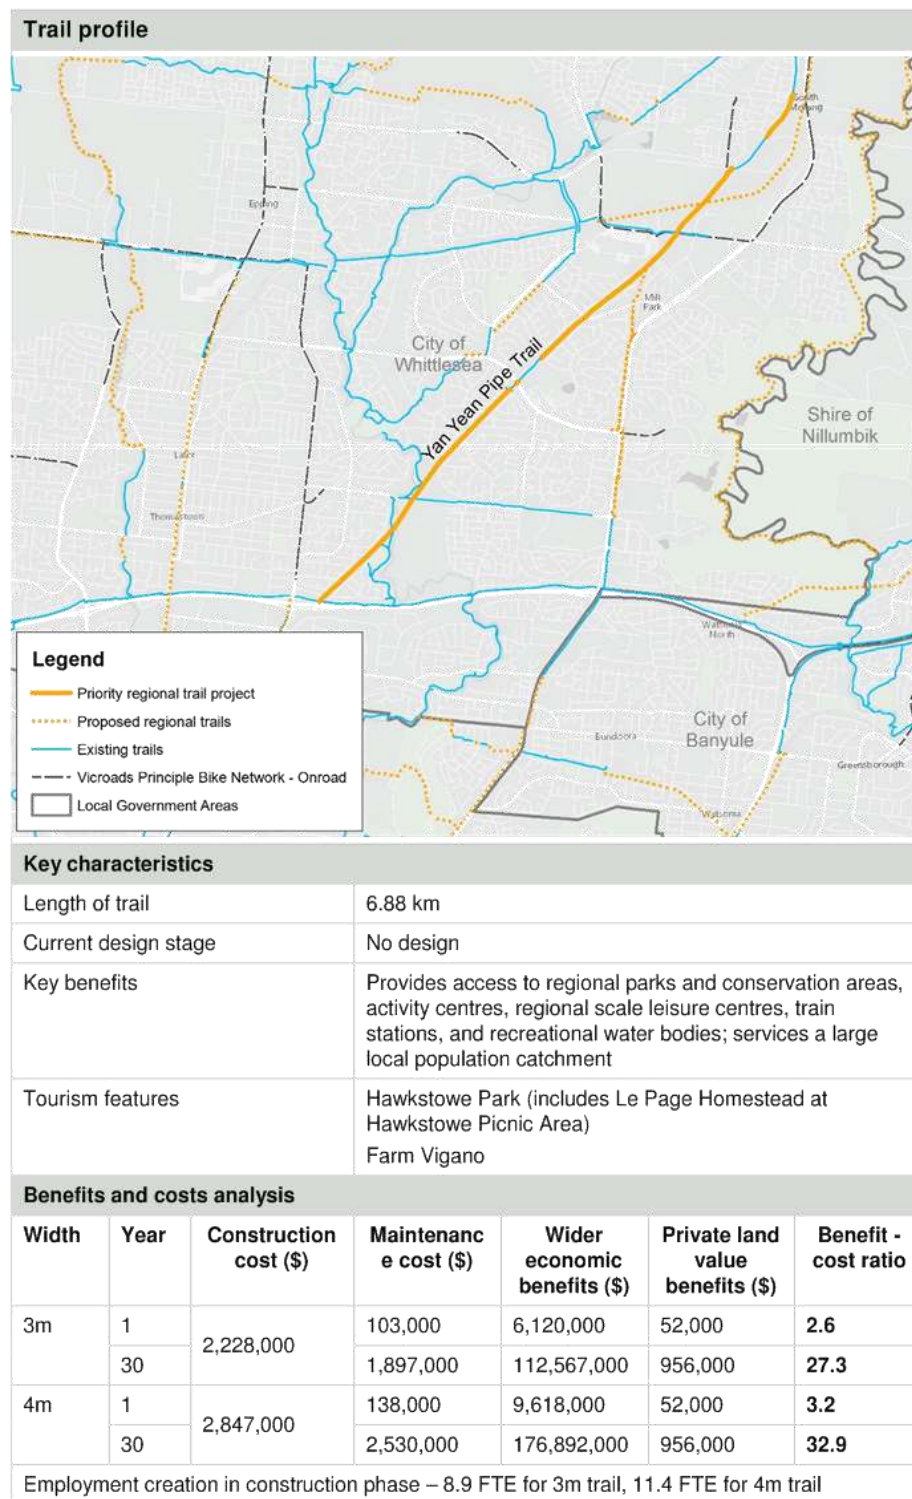 Trail profile
South
Morang
Epping
Mill
Park
City of
Whittlesea
Yan Yean Pipe Trail
Shire of
Nillumbik
Lalor
Thomastown
Watsonia
North
City of
Banyule
Bundoora
Greensborough
Watsonia
Legend
Priority regional trail project
Proposed regional trails
Existing trails
Vicroads Principle Bike Network - Onroad
Local Government Areas
Key characteristics
Length of trail 6.88 km
Current design stage No design
Key benefits Provides access to regional parks and conservation areas,
activity centres, regional scale leisure centres, train
stations, and recreational water bodies; services a large
local population catchment
Tourism features Hawkstowe Park (includes Le Page Homestead at
Hawkstowe Picnic Area)
Farm Vigano
Benefits and costs analysis
Width Year Construction Maintenanc Wider Private land Benefit -
cost ($) e cost ($) economic value cost ratio
benefits ($) benefits ($)
3m 1 2,228,000 103,000 6,120,000 52,000 2.6
30 1,897,000 112,567,000 956,000 27.3
4m 1 2,847,000 138,000 9,618,000 52,000 3.2
30 2,530,000 176,892,000 956,000 32.9
Employment creation in construction phase – 8.9 FTE for 3m trail, 11.4 FTE for 4m trail